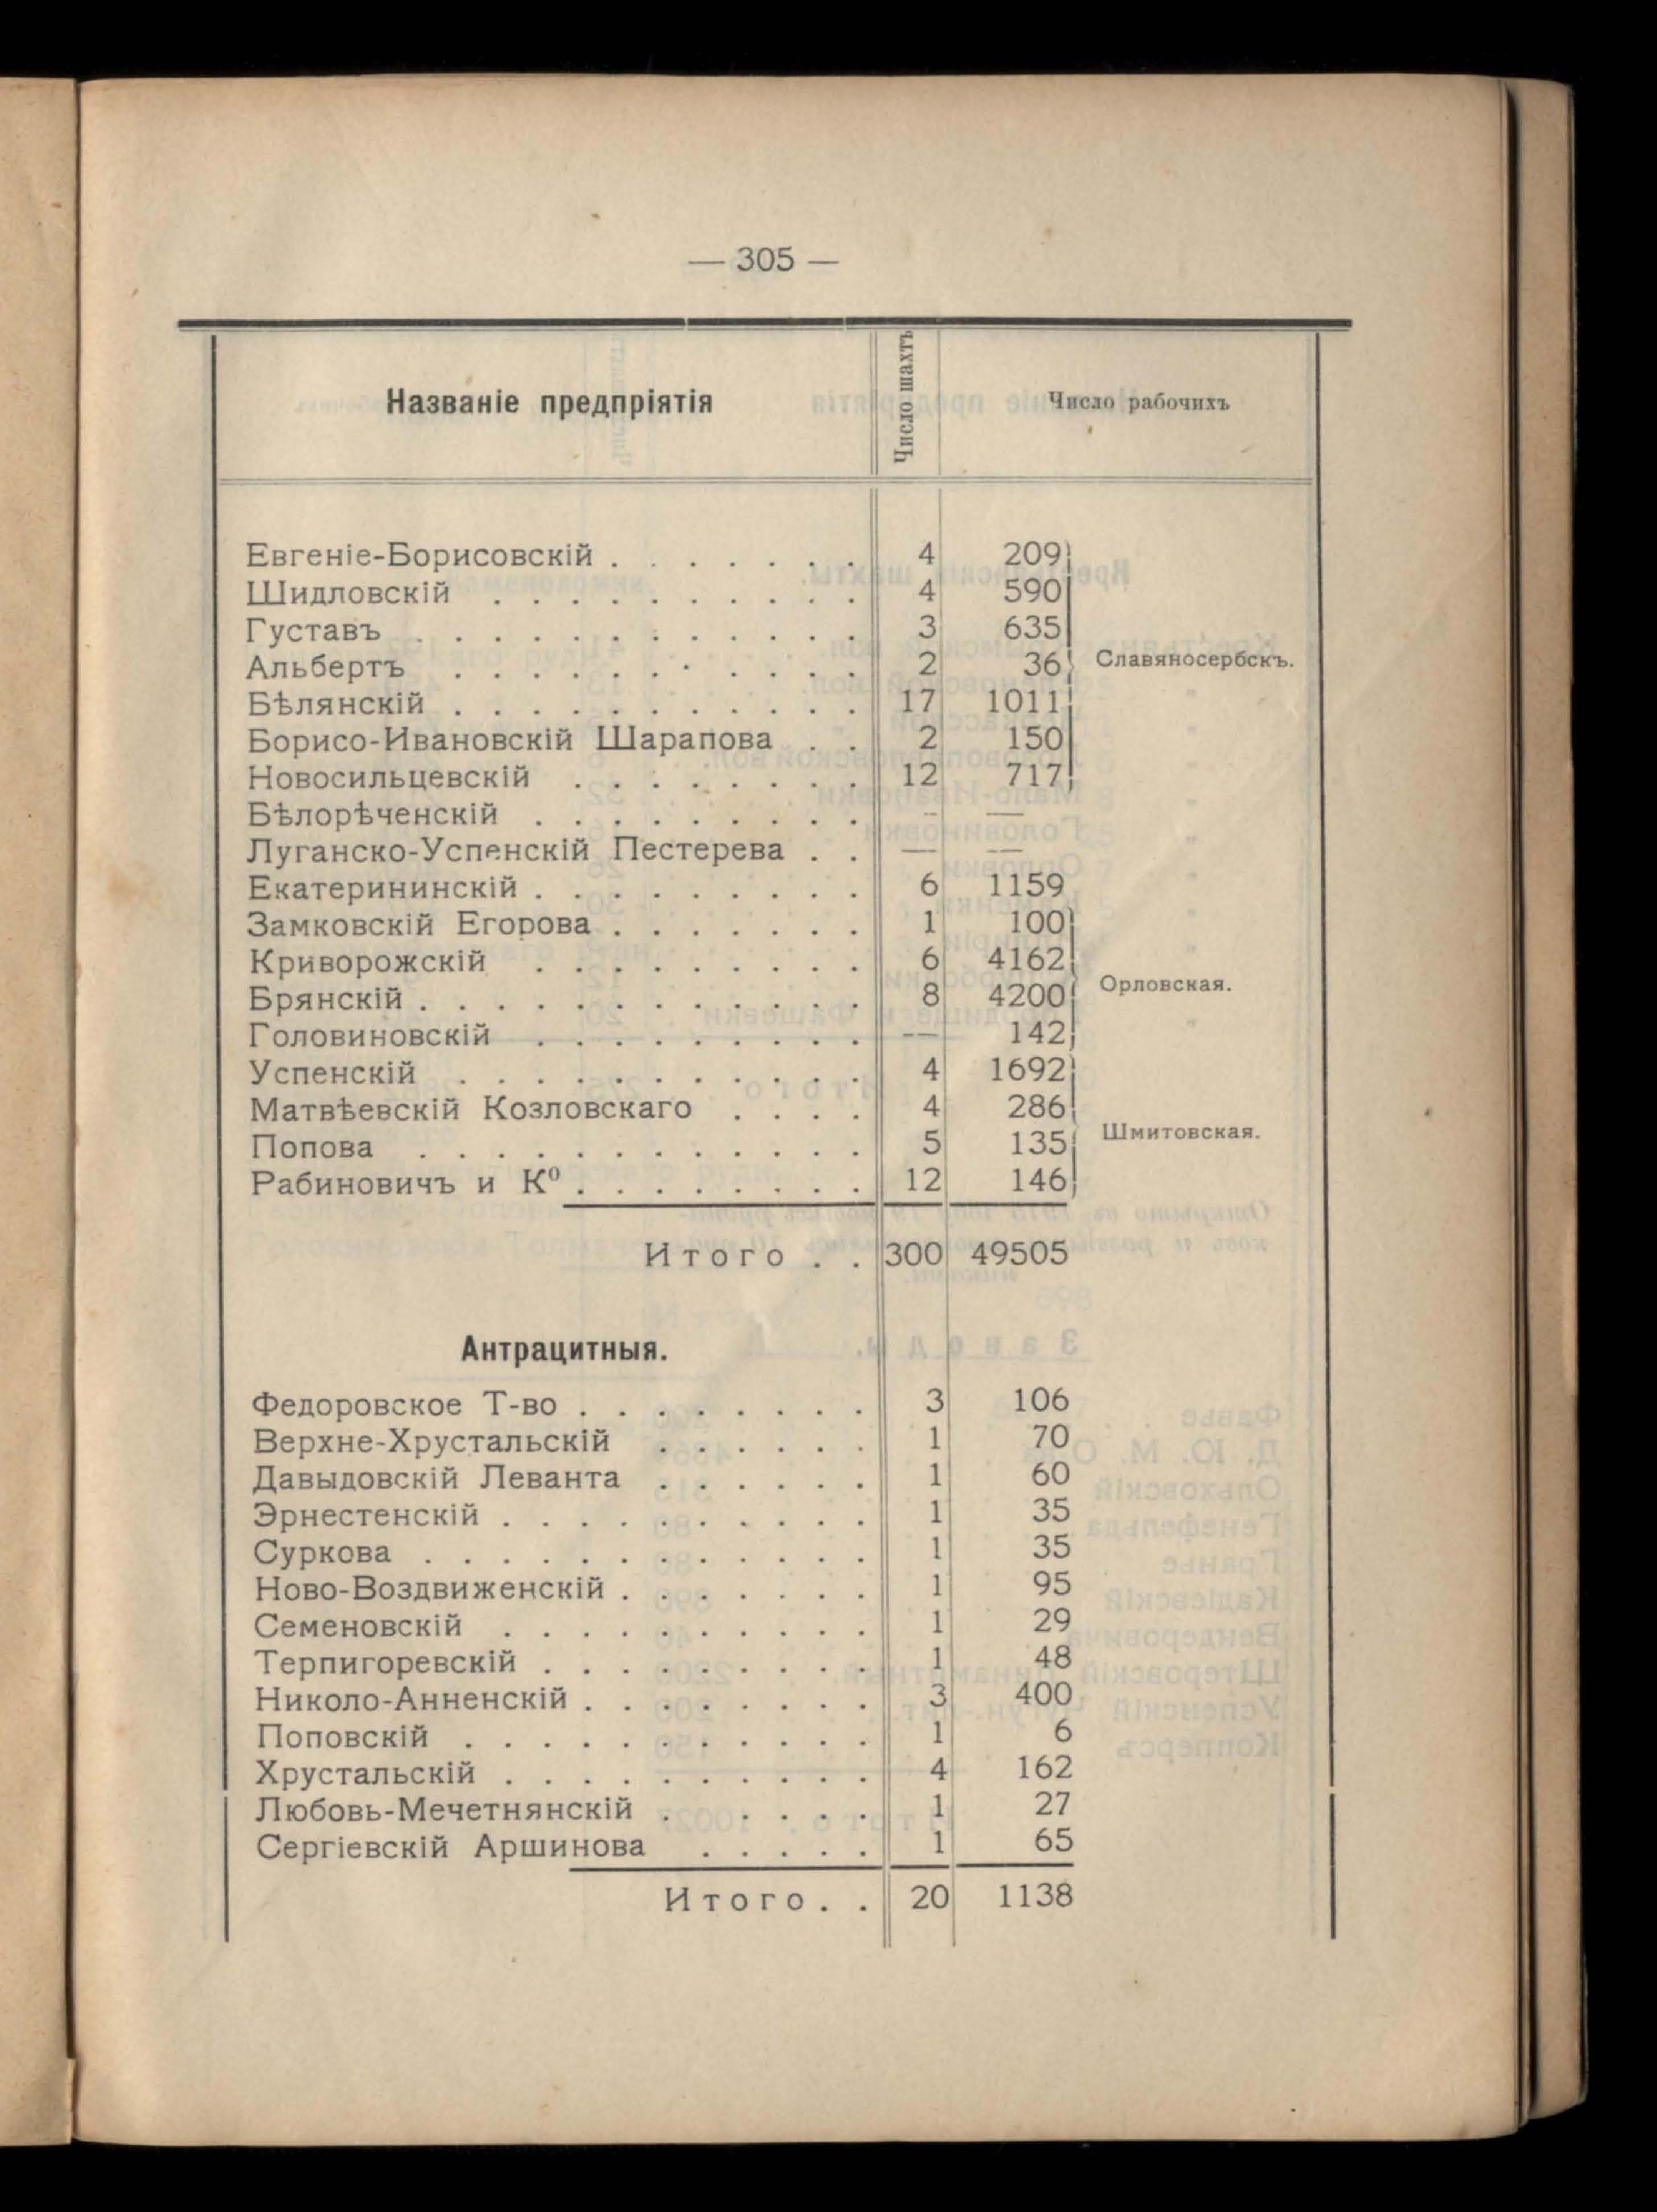 — 305 —
Названіе предпріятія Число шахтъ Число рабочихъ
Евгеніе-Борисовскій . . . . . . . 4 209
Шидловскій . . . . . . . . . . 4 590
Густавъ . . . . . . . . . . . . 3 635
Альбертъ . . . . . . . . . . . 2 36 Славяносербскъ.
Бѣлянскій . . . . . . . . . . . 17 1011
Борисо-Ивановскій Шарапова . . 2 150
Новосильцевскій . . . . . . . . 12 717
Бѣлорѣченскій . . . . . . . . . — —
Луганско-Успенскій Пестерева . . — —
Екатерининскій . . . . . . . . . 6 1159
Замковскій Егорова . . . . . . . 1 100
Криворожскій . . . . . . . . . 6 4162
Брянскій . . . . . . . . . . . . 8 4200 Орловская.
Головиновскій . . . . . . . . . — 142
Успенскій . . . . . . . . . . . 4 1692
Матвѣевскій Козловскаго . . . . 4 286
Попова . . . . . . . . . . . . 5 135 Шмитовская.
Рабиновичъ и К⁰ . . . . . . . . 12 146
Итого . . 300 49505
Антрацитныя.
Федоровское Т-во . . . . . . . . 3 106
Верхне-Хрустальскій . . . . . . 1 70
Давыдовскій Леванта . . . . . . 1 60
Эрнестенскій . . . . . . . . . . 1 35
Суркова . . . . . . . . . . . . 1 35
Ново-Воздвиженскій . . . . . . . 1 95
Семеновскій . . . . . . . . . . 1 29
Терпигоревскій . . . . . . . . . 1 48
Николо-Анненскій . . . . . . . . 3 400
Поповскій . . . . . . . . . . . 1 6
Хрустальскій . . . . . . . . . . 4 162
Любовь-Мечетнянскій . . . . . 1 27
Сергіевскій Аршинова . . . . . 1 65
Итого . . 20 1138